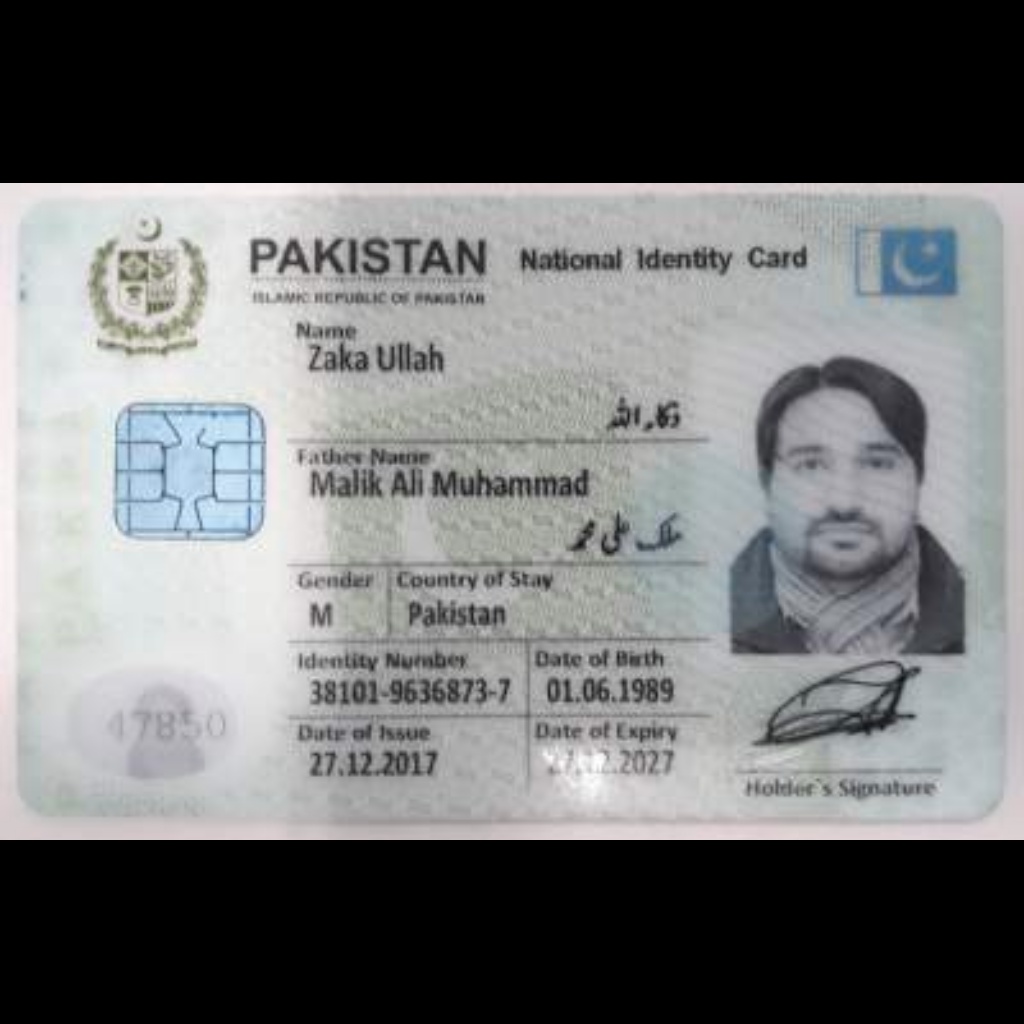 PAKISTAN National Identity Card
ISLAMIC REPUBLIC OF PAKISTAN
Name
Zaka Ullah
ذکاء اللہ
Father Name
Malik Ali Muhammad
ملک علی محمد
Gender Country of Stay
M Pakistan
Identity Number Date of Birth
38101-9636873-7 01.06.1989
Date of Issue Date of Expiry
27.12.2017 27.12.2027
47850
Holder`s Signature